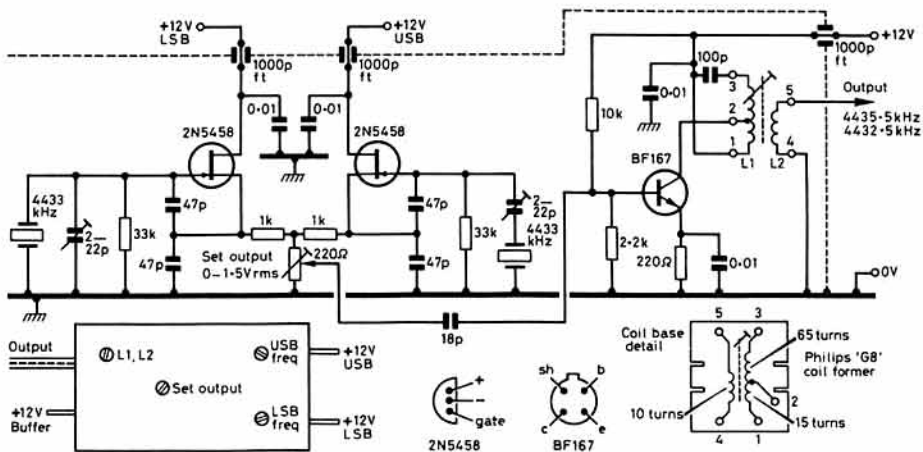 +12V
LSB
+12V
USB
1000p
ft
1000p
ft
1000p
ft
+12V
0·01
0·01
2N5458
2N5458
100p
0·01
10k
3
2
1
5
4
L1
L2
Output
4435·5kHz
4432·5kHz
BF167
4433
kHz
2—
22p
33k
47p
47p
1k
1k
Set output
0–1·5V rms
220Ω
47p
47p
33k
2—
22p
4433
kHz
2·2k
220Ω
0·01
0V
18p
Output
L1, L2
USB
freq
+12V
USB
Set output
+12V
Buffer
LSB
freq
+12V
LSB
+
–
gate
2N5458
sh
b
c
e
BF167
Coil base
detail
5
3
65 turns
Philips 'G8'
coil former
2
10 turns
15 turns
4
1